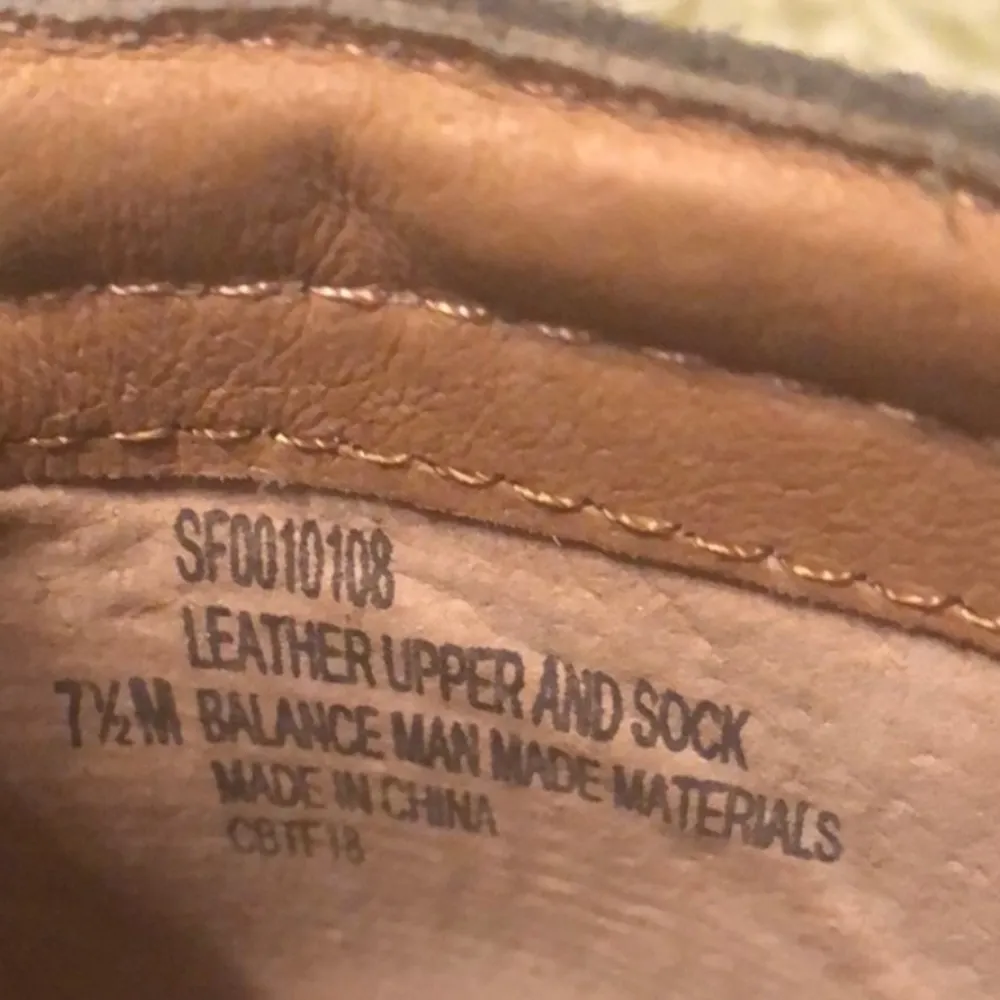 SF0010108
LEATHER UPPER AND SOCK
7½M BALANCE MAN MADE MATERIALS
MADE IN CHINA
CBTF18